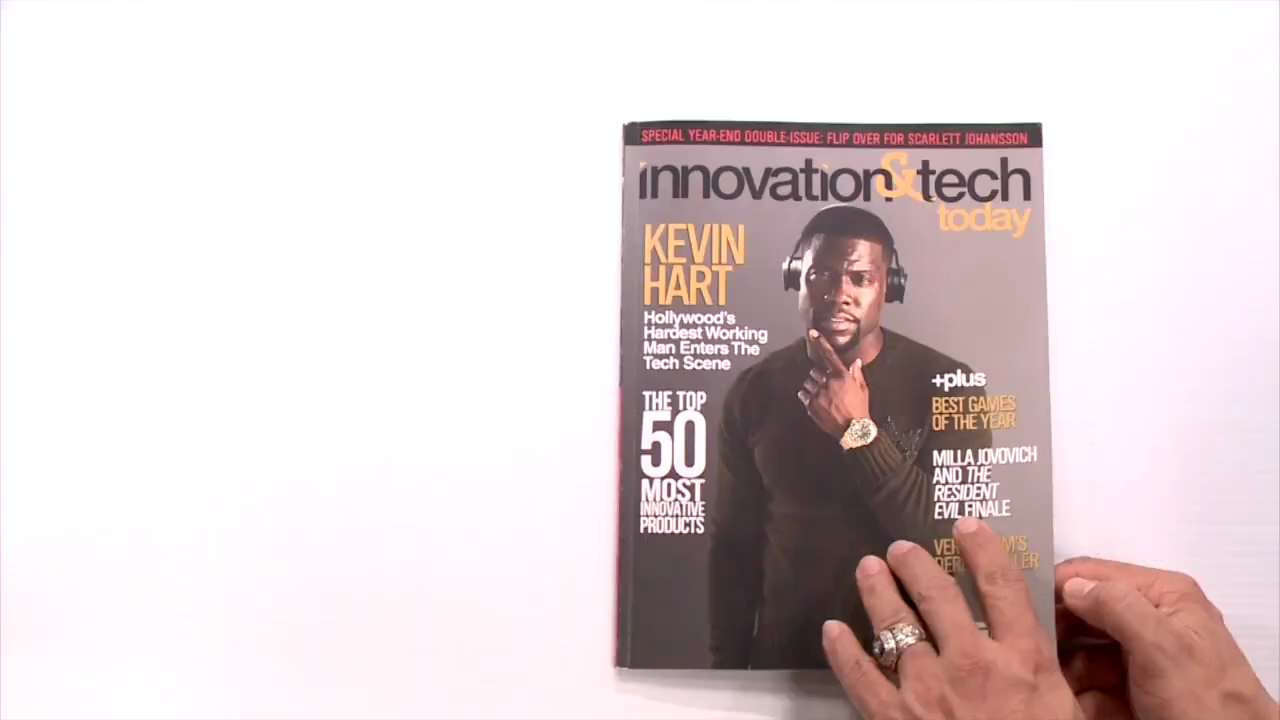 SPECIAL YEAR-END DOUBLE-ISSUE: FLIP OVER FOR SCARLETT JOHANSSON
innovation&tech
today
KEVIN
HART
Hollywood's
Hardest Working
Man Enters The
Tech Scene
THE TOP
50
MOST
INNOVATIVE
PRODUCTS
+plus
BEST GAMES
OF THE YEAR
MILLA JOVOVICH
AND THE
RESIDENT
EVIL FINALE